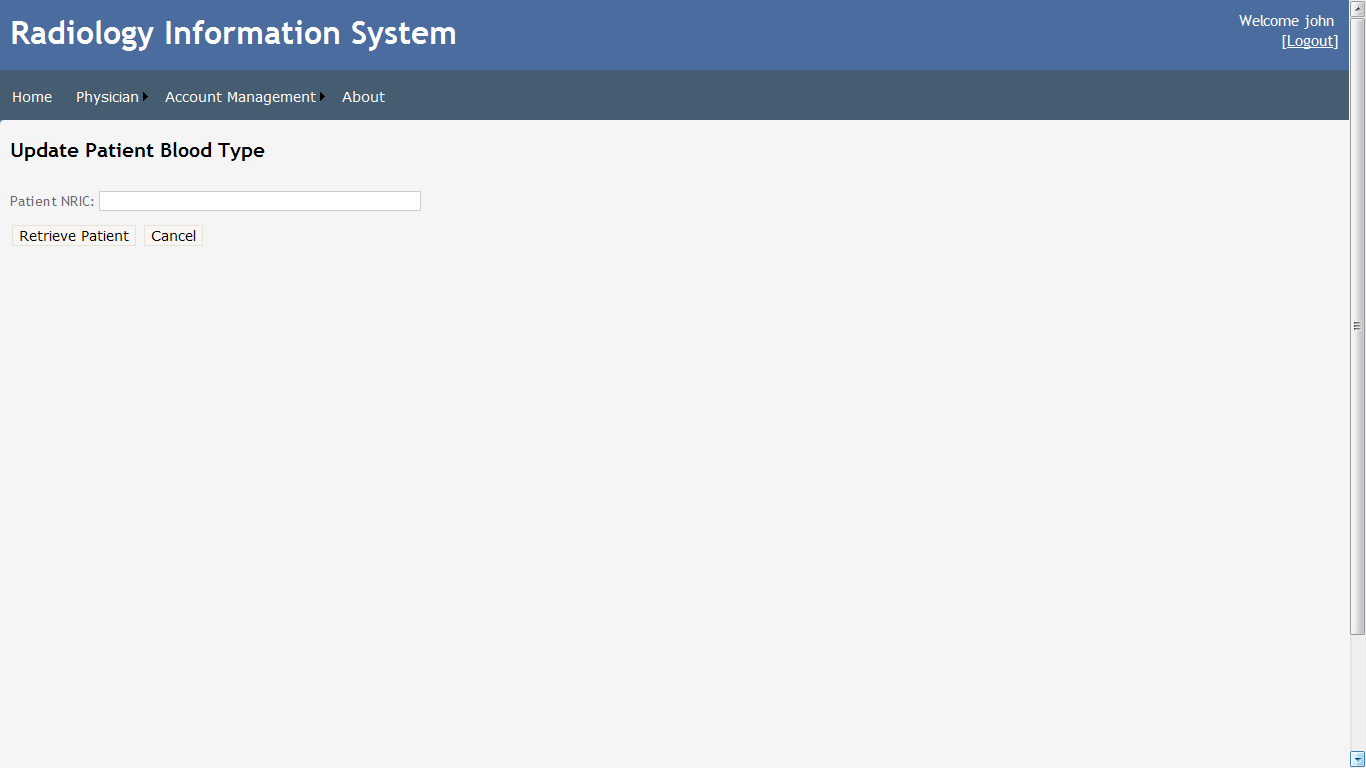 Radiology Information System
Welcome john
[Logout]
Home Physician Account Management About
Update Patient Blood Type
Patient NRIC:
Retrieve Patient Cancel